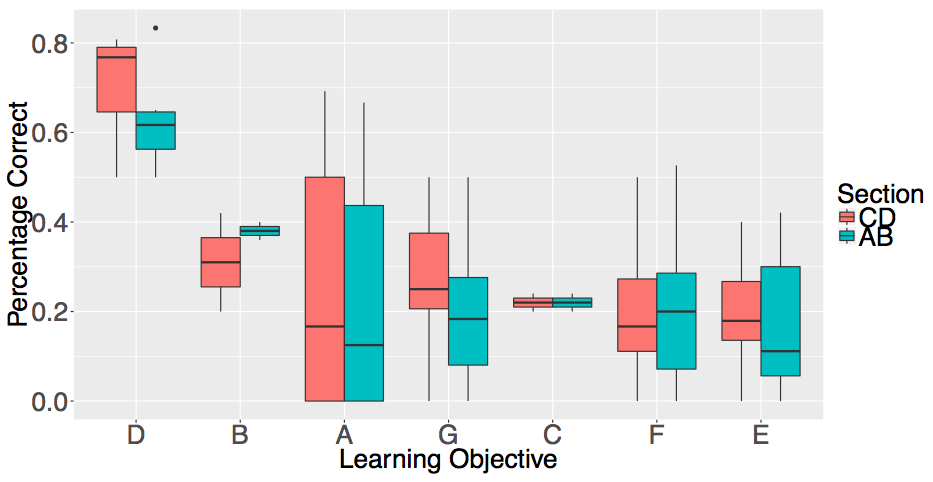 Percentage Correct
0.8
0.6
0.4
0.2
0.0
D B A G C F E
Learning Objective
Section
CD
AB